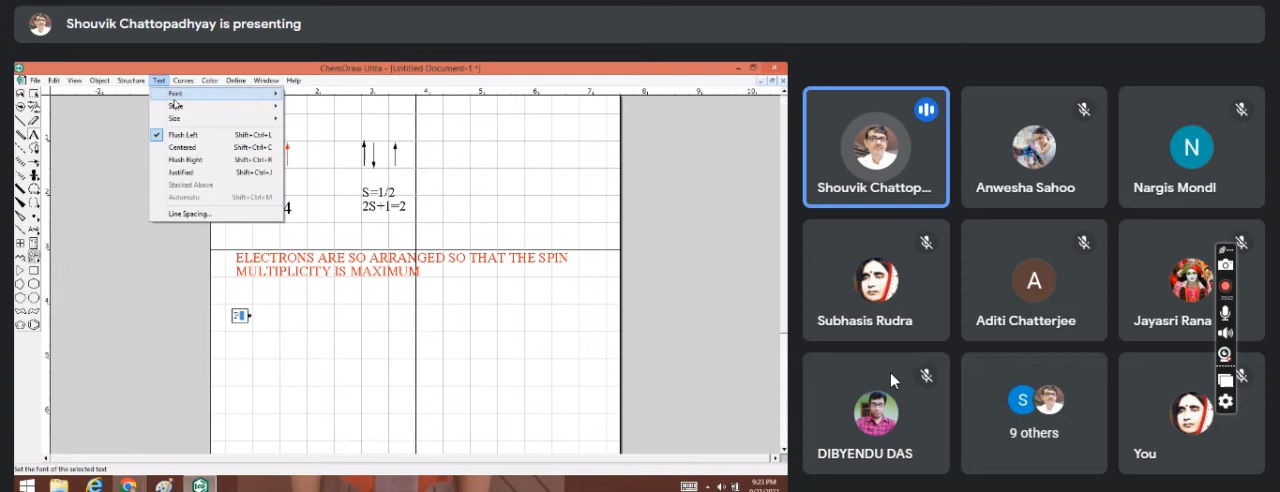 Shouvik Chattopadhyay is presenting
ChemDraw Ultra - [Untitled Document-1 *]
File Edit View Object Structure Text Curves Color Online Window Help
Font
Style
Size
Flush Left Shift+Ctrl+L
Centered Shift+Ctrl+C
Flush Right Shift+Ctrl+R
Justified Shift+Ctrl+J
Stacked Above
Automatic Shift+Ctrl+M
Line Spacing...
S=1/2
2S+1=2
4
ELECTRONS ARE SO ARRANGED SO THAT THE SPIN
MULTIPLICITY IS MAXIMUM
Set the font of the selected text
9:23 PM
Shouvik Chattop...
Anwesha Sahoo
N
Nargis Mondl
Subhasis Rudra
A
Aditi Chatterjee
Jayasri Rana
DIBYENDU DAS
S
9 others
You